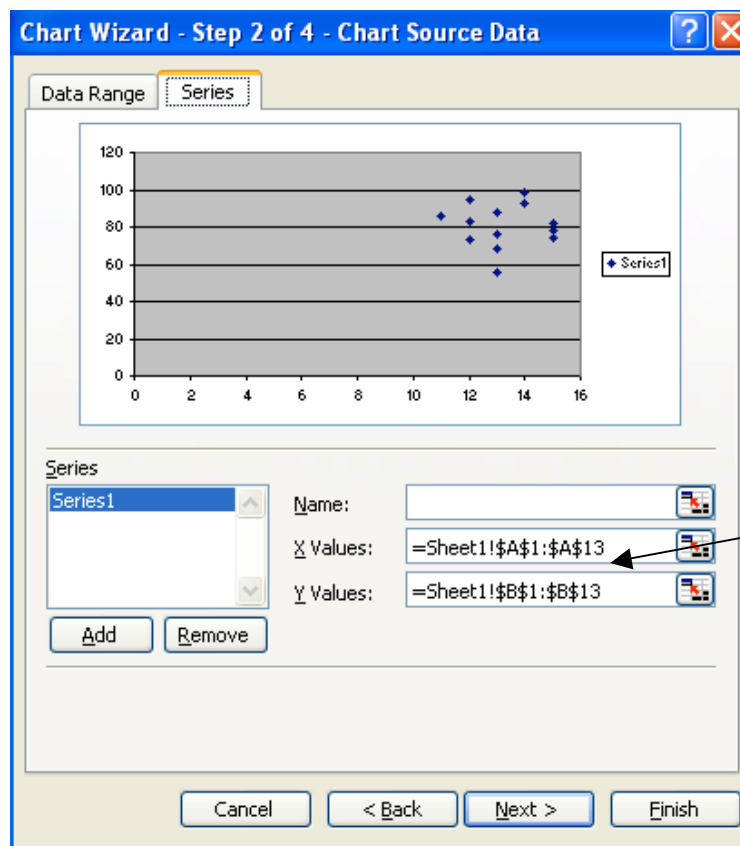 Chart Wizard - Step 2 of 4 - Chart Source Data
Data Range Series
120
100
80
60
40
20
0
0 2 4 6 8 10 12 14 16
Series1
Series
Series1
Name:
X Values: =Sheet1!$A$1:$A$13
Y Values: =Sheet1!$B$1:$B$13
Add Remove
Cancel < Back Next > Finish